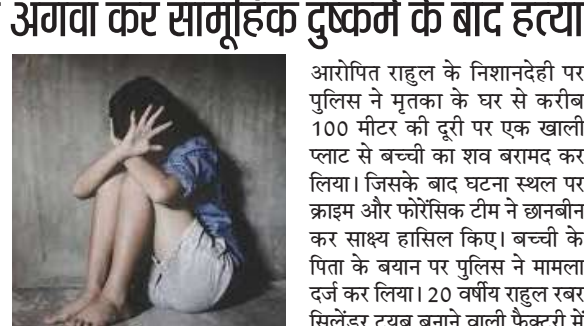 अगवा कर सामूहिक दुष्कर्म के बाद हत्या
आरोपित राहुल के निशानदेही पर
पुलिस ने मृतका के घर से करीब
100 मीटर की दूरी पर एक खाली
प्लाट से बच्ची का शव बरामद कर
लिया। जिसके बाद घटना स्थल पर
क्राइम और फोरेंसिक टीम ने छानबीन
कर साक्ष्य हासिल किए। बच्ची के
पिता के बयान पर पुलिस ने मामला
दर्ज कर लिया। 20 वर्षीय राहुल रबर
सिलेंडर ट्यूब बनाने वाली फैक्ट्री में